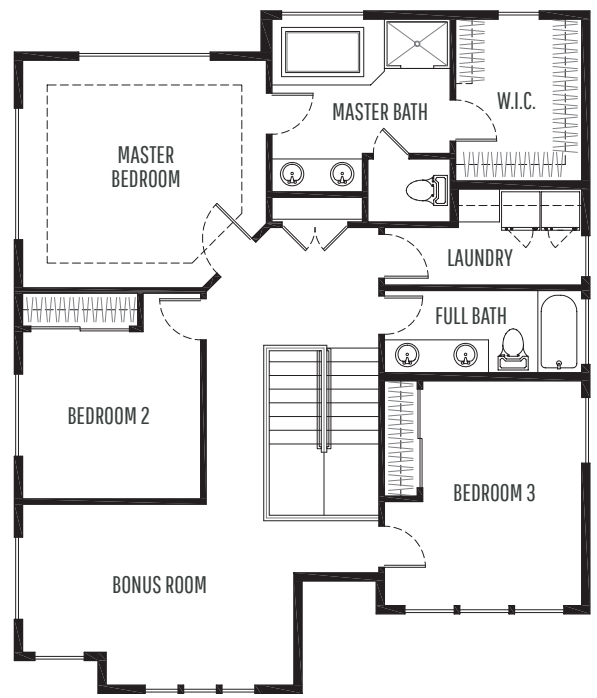 MASTER BATH
W.I.C.
MASTER
BEDROOM
LAUNDRY
FULL BATH
BEDROOM 2
BEDROOM 3
BONUS ROOM